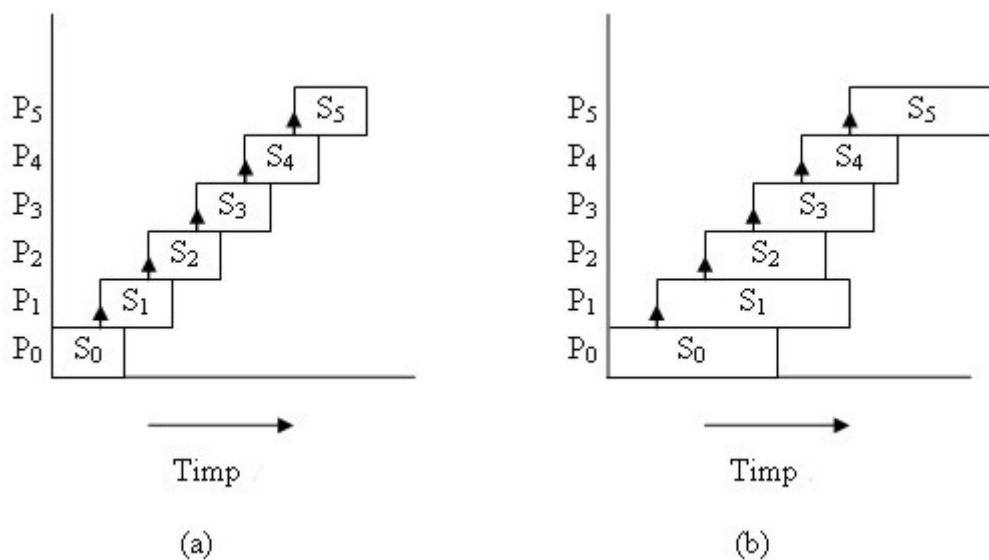 P5 S5 P5 S5
P4 S4 P4 S4
P3 S3 P3 S3
P2 S2 P2 S2
P1 S1 P1 S1
P0 S0 P0 S0
Timp Timp
(a) (b)